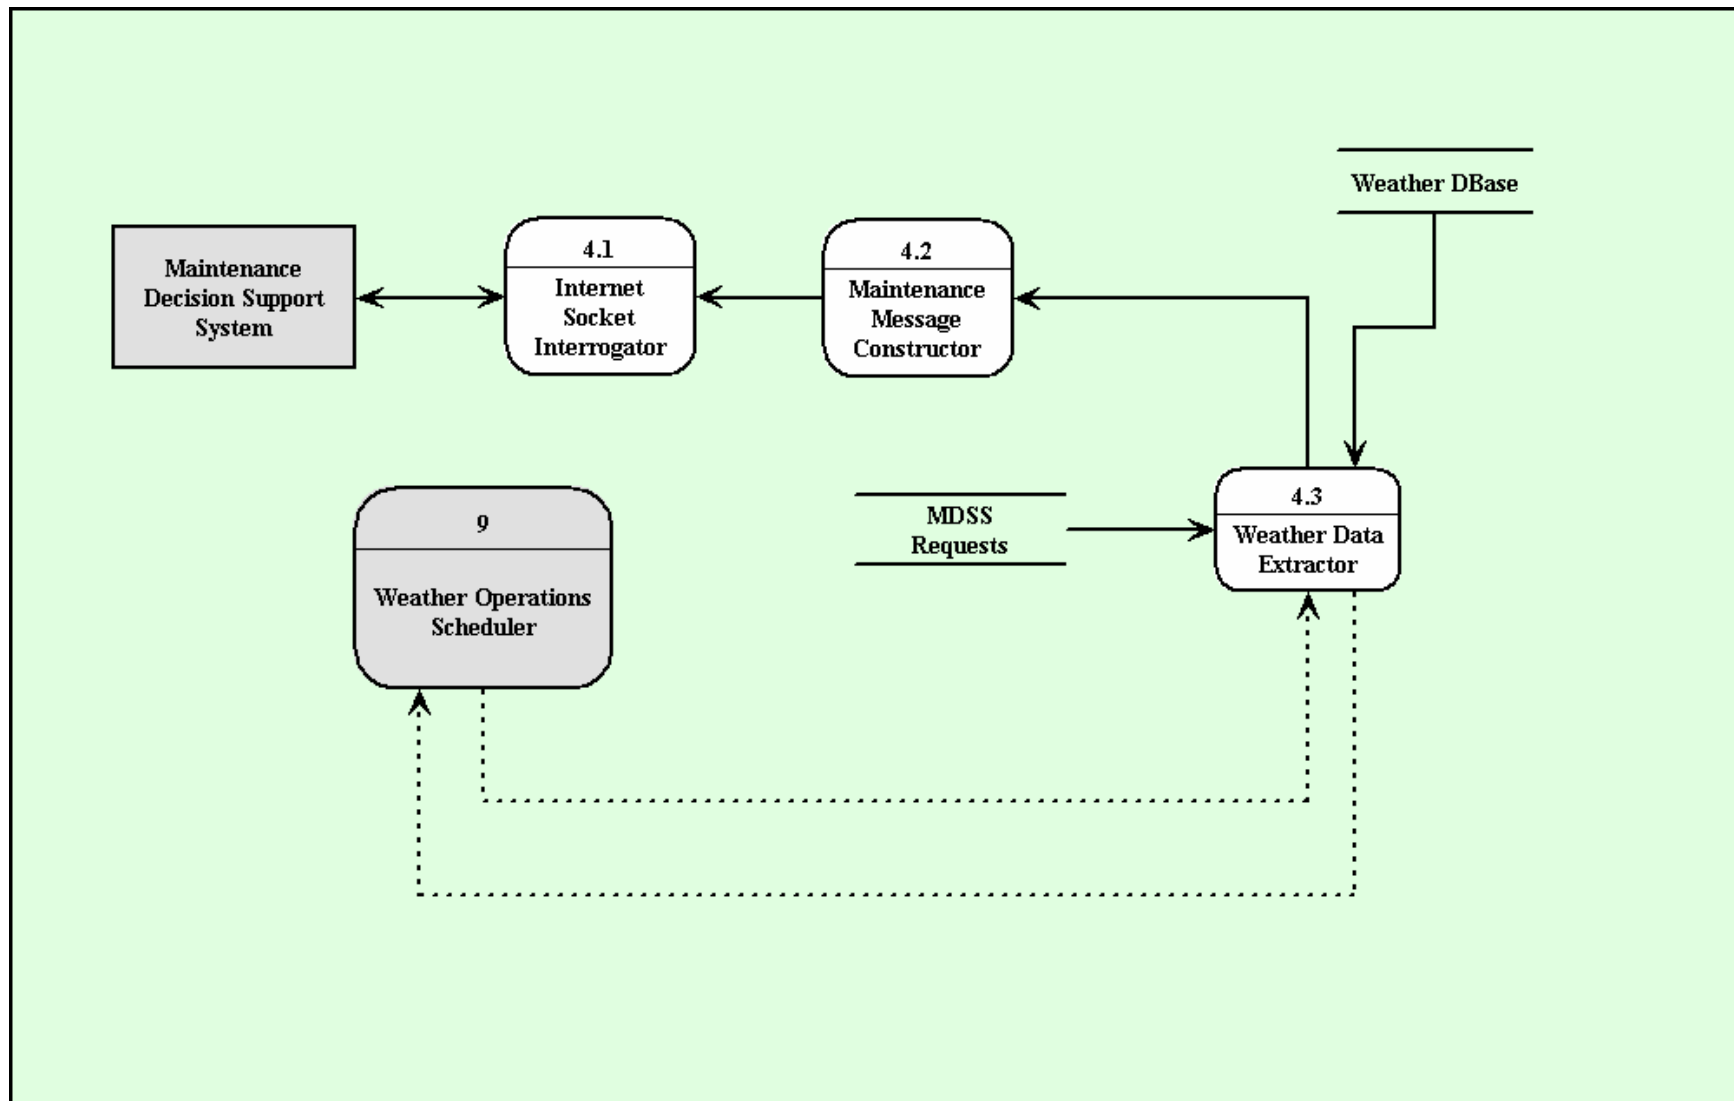 Weather DBase
Maintenance
Decision Support
System
4.1
Internet
Socket
Interrogator
4.2
Maintenance
Message
Constructor
9
Weather Operations
Scheduler
MDSS
Requests
4.3
Weather Data
Extractor